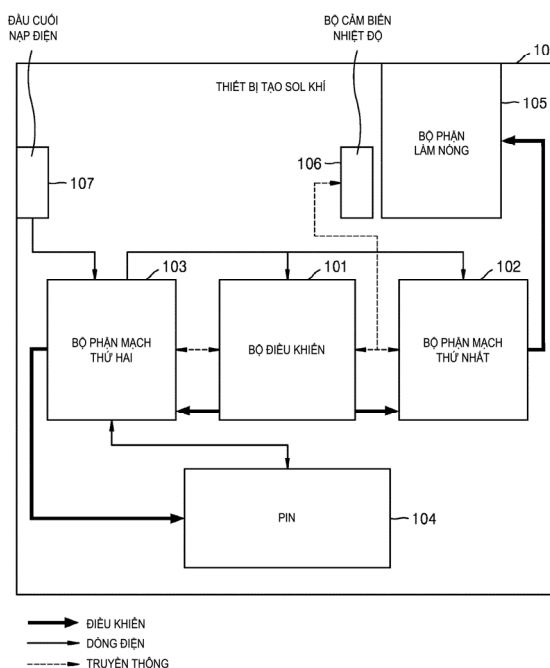 ĐẦU CUỐI
NẠP ĐIỆN
BỘ CẢM BIẾN
NHIỆT ĐỘ
10
THIẾT BỊ TẠO SOL KHÍ
105
BỘ PHẬN
LÀM NÓNG
106
107
103
101
102
BỘ PHẬN MẠCH
THỨ HAI
BỘ ĐIỀU KHIỂN
BỘ PHẬN MẠCH
THỨ NHẤT
PIN
104
ĐIỀU KHIỂN
DÒNG ĐIỆN
TRUYỀN THÔNG